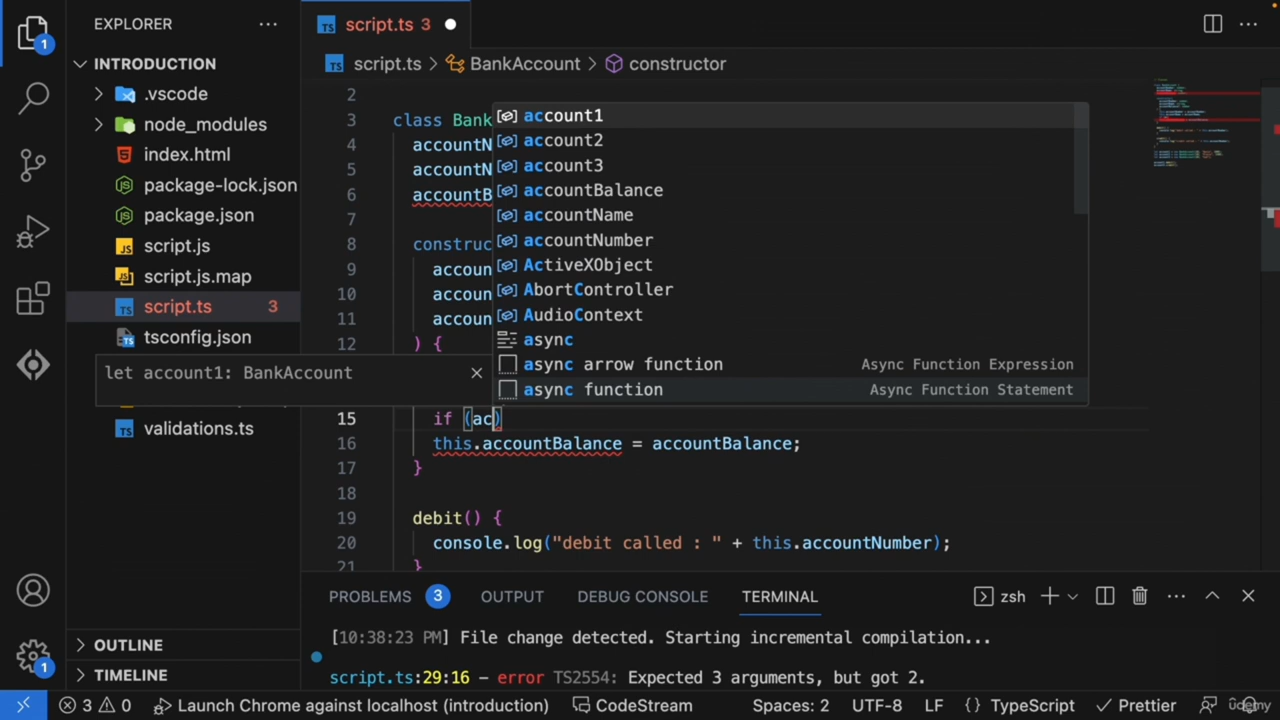 EXPLORER
script.ts 3
1
INTRODUCTION
script.ts > BankAccount > constructor
.vscode
node_modules
index.html
package-lock.json
package.json
script.js
script.js.map
script.ts 3
tsconfig.json
let account1: BankAccount
validations.ts
2
3 class Bank
4 accountN
5 accountN
6 accountB
7
8 construc
9 accoun
10 accoun
11 accoun
12 ) {
account1
account2
account3
accountBalance
accountName
accountNumber
ActiveXObject
AbortController
AudioContext
async
async arrow function Async Function Expression
async function Async Function Statement
15 if (ac)
16 this.accountBalance = accountBalance;
17 }
18
19 debit() {
20 console.log("debit called : " + this.accountNumber);
21 }
PROBLEMS 3 OUTPUT DEBUG CONSOLE TERMINAL zsh
[10:38:23 PM] File change detected. Starting incremental compilation...
script.ts:29:16 - error TS2554: Expected 3 arguments, but got 2.
OUTLINE
TIMELINE
1
3 0 Launch Chrome against localhost (introduction) CodeStream Spaces: 2 UTF-8 LF {} TypeScript Prettier
udemy